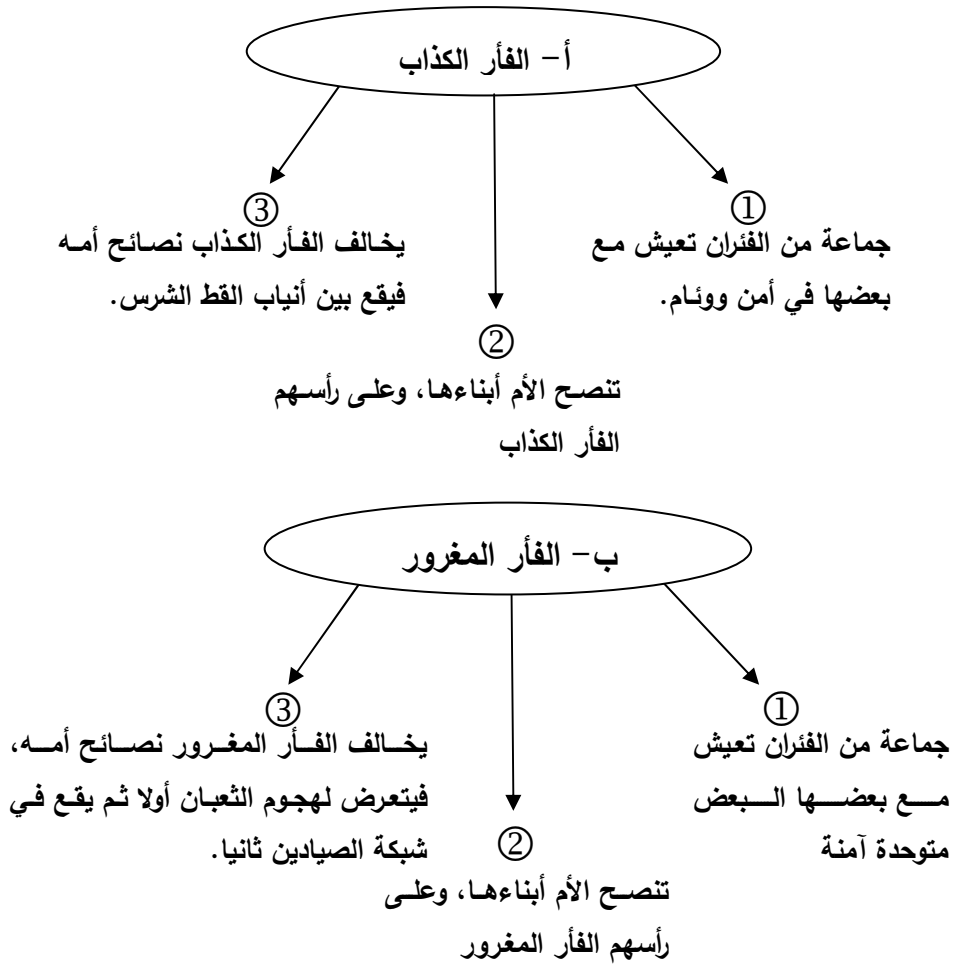 أ– الفأر الكذاب
①
جماعة من الفئران تعيش مع
بعضها في أمن ووئام.
②
تنصح الأم أبناءها، وعلى رأسهم
الفأر الكذاب
③
يخالف الفأر الكذاب نصائح أمه
فيقع بين أنياب القط الشرس.
ب– الفأر المغرور
①
جماعة من الفئران تعيش
مع بعضها البعض
متوحدة آمنة
②
تنصح الأم أبناءها، وعلى
رأسهم الفأر المغرور
③
يخالف الفأر المغرور نصائح أمه،
فيتعرض لهجوم الثعبان أولا ثم يقع في
شبكة الصيادين ثانيا.